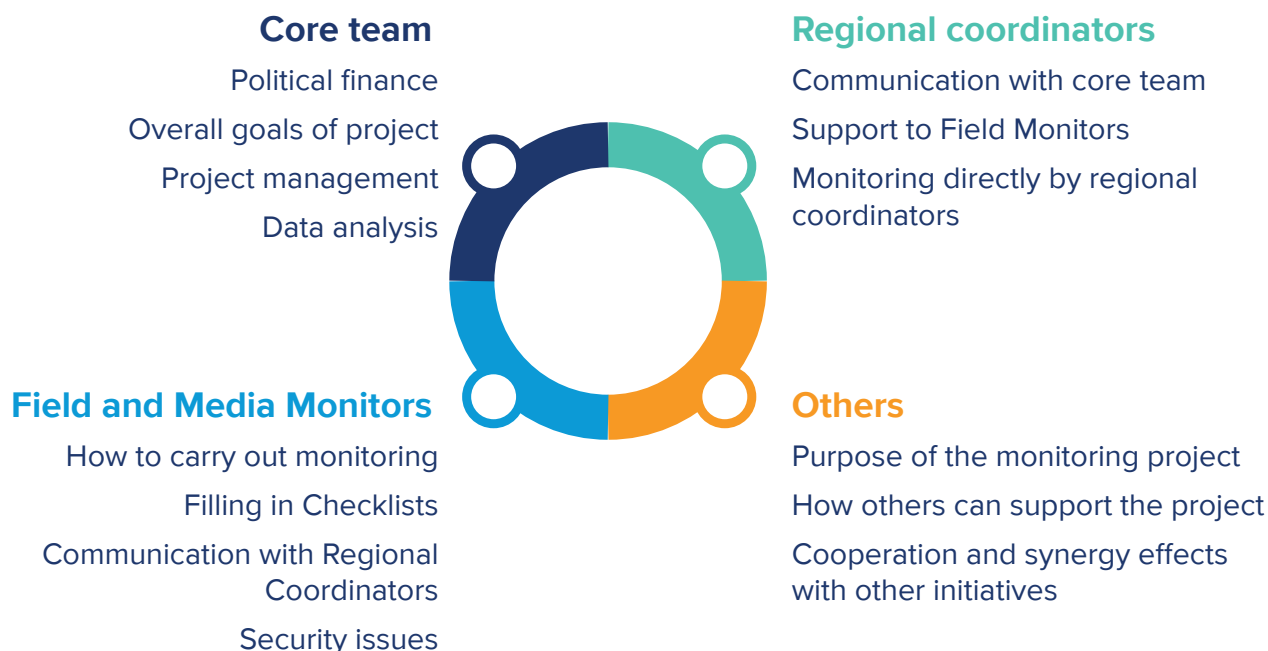 Core team
Political finance
Overall goals of project
Project management
Data analysis
Regional coordinators
Communication with core team
Support to Field Monitors
Monitoring directly by regional
coordinators
Field and Media Monitors
How to carry out monitoring
Filling in Checklists
Communication with Regional
Coordinators
Security issues
Others
Purpose of the monitoring project
How others can support the project
Cooperation and synergy effects
with other initiatives